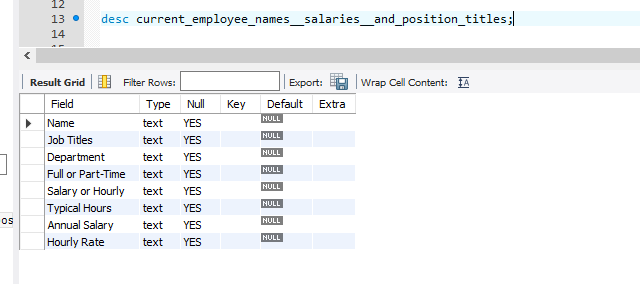 12
13 desc current_employee_names__salaries__and_position_titles;
14
Result Grid Filter Rows: Export: Wrap Cell Content:
Field Type Null Key Default Extra
Name text YES NULL
Job Titles text YES NULL
Department text YES NULL
Full or Part-Time text YES NULL
Salary or Hourly text YES NULL
Typical Hours text YES NULL
Annual Salary text YES NULL
os
Hourly Rate text YES NULL